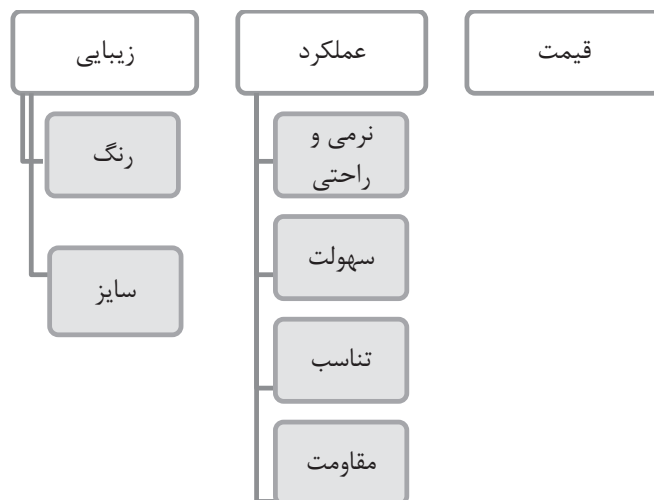 قیمت
عملکرد
نرمی و
راحتی
سهولت
تناسب
مقاومت
زیبایی
رنگ
سایز